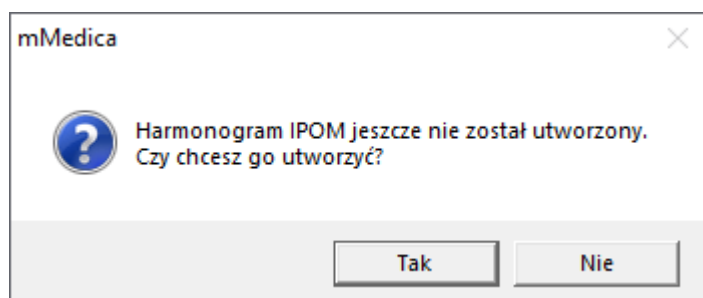 mMedica
Harmonogram IPOM jeszcze nie został utworzony.
Czy chcesz go utworzyć?
Tak
Nie